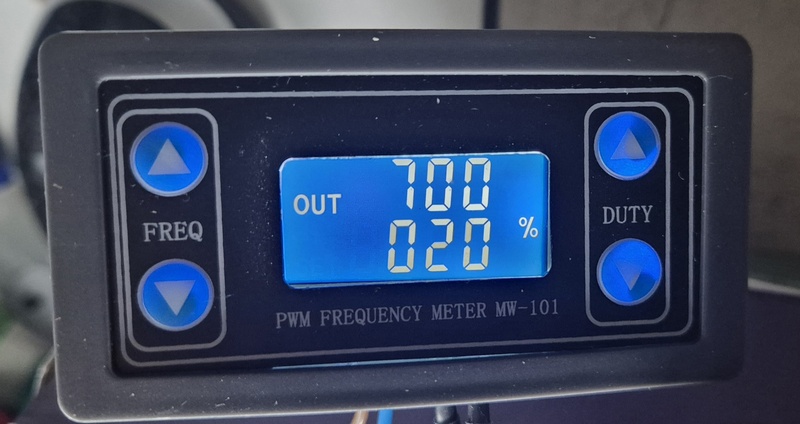 OUT 700
020 %
FREQ
DUTY
PWM FREQUENCY METER MW-101